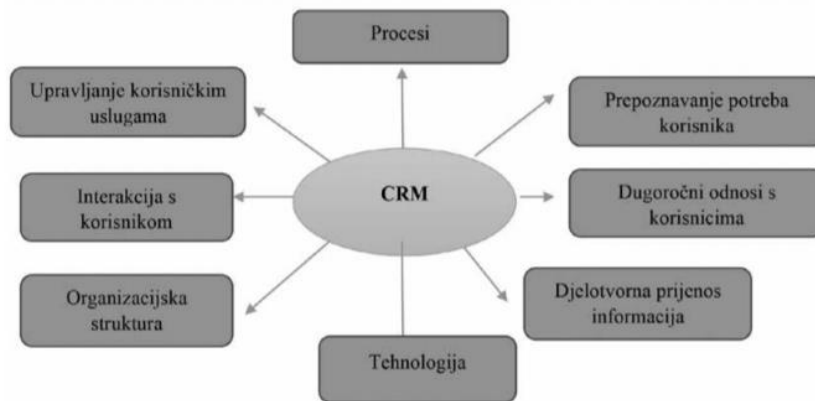 Procesi
Upravljanje korisničkim
uslugama
Prepoznavanje potreba
korisnika
CRM
Interakcija s
korisnikom
Dugoročni odnosi s
korisnicima
Organizacijska
struktura
Djelotvorna prijenos
informacija
Tehnologija